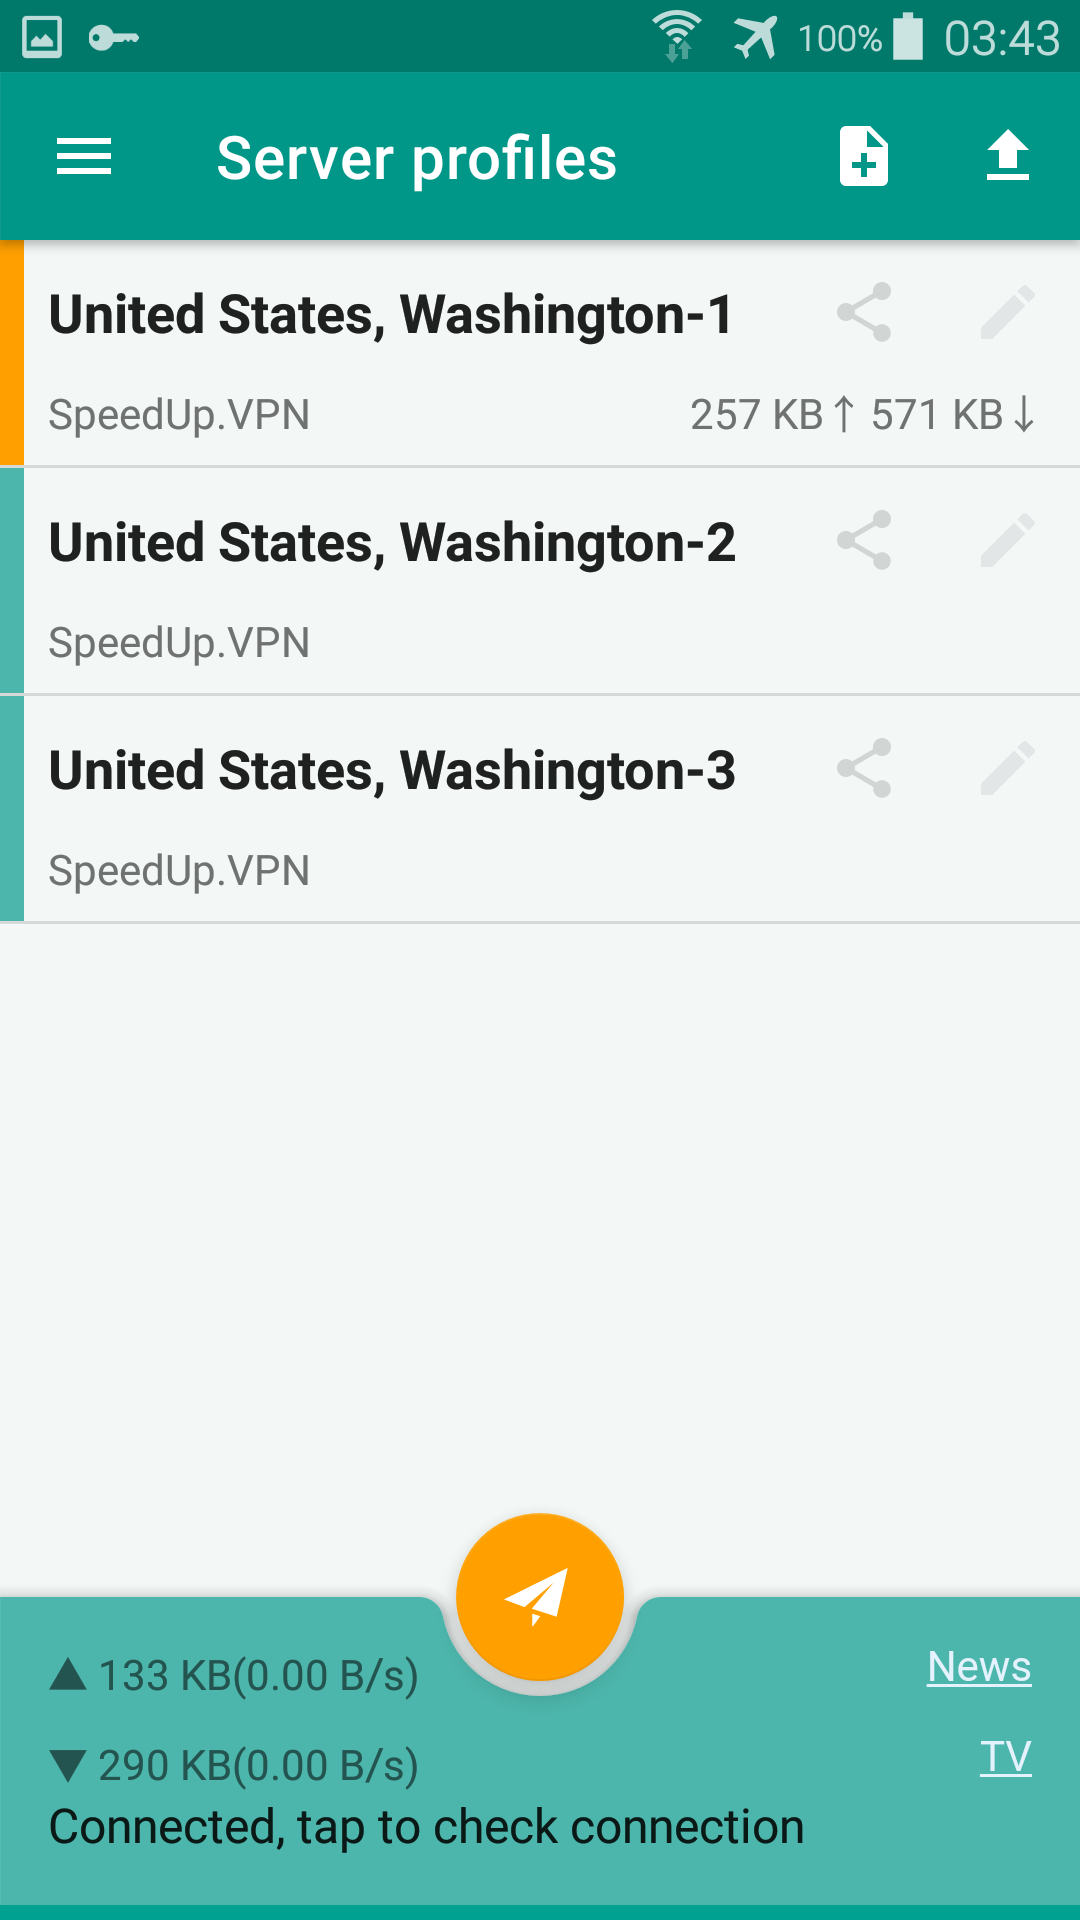 100% 03:43
Server profiles
United States, Washington-1
SpeedUp.VPN 257 KB↑ 571 KB↓
United States, Washington-2
SpeedUp.VPN
United States, Washington-3
SpeedUp.VPN
▲ 133 KB(0.00 B/s) News
▼ 290 KB(0.00 B/s) TV
Connected, tap to check connection